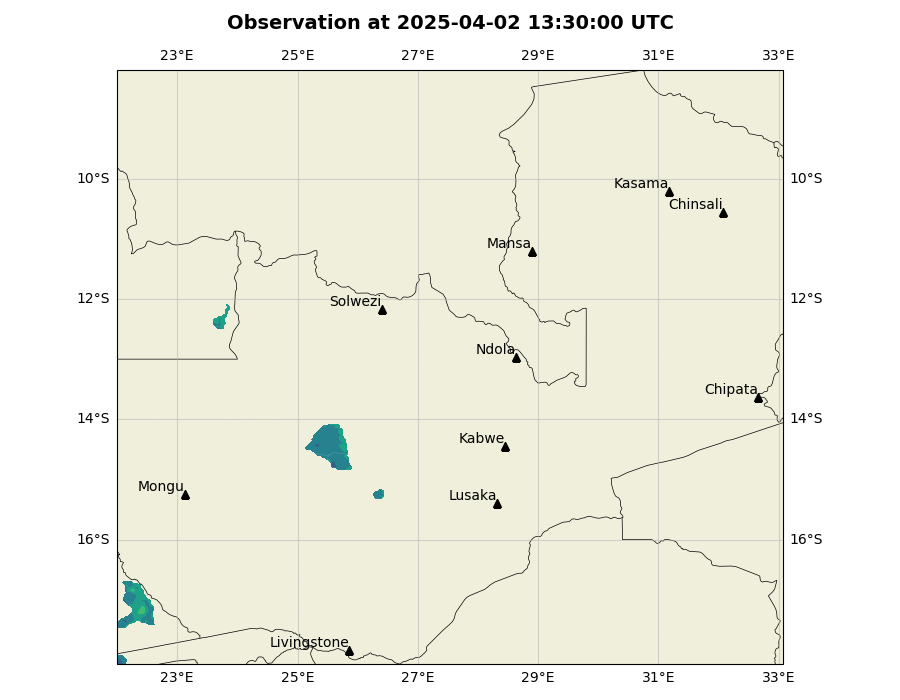 Observation at 2025-04-02 13:30:00 UTC
23°E 25°E 27°E 29°E 31°E 33°E
10°S 10°S
Kasama
Chinsali
Mansa
12°S 12°S
Solwezi
Ndola
Chipata
14°S 14°S
Kabwe
Mongu
Lusaka
16°S 16°S
Livingstone
23°E 25°E 27°E 29°E 31°E 33°E